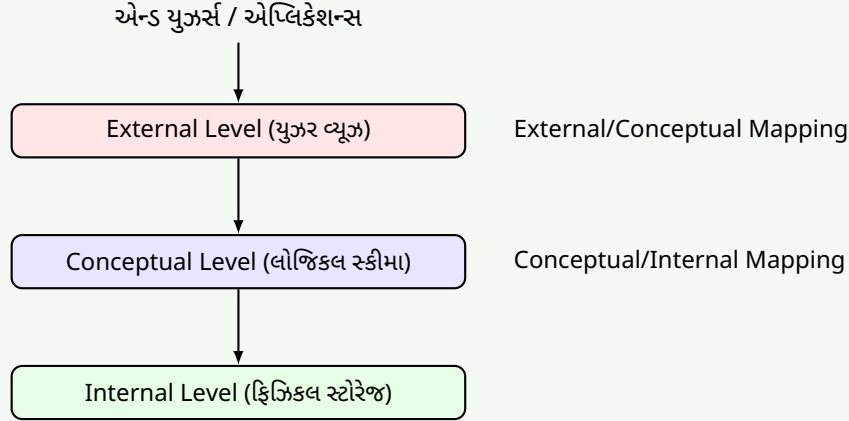 એન્ડ યુઝર્સ / એપ્લિકેશન્સ
External Level (યુઝર વ્યૂઝ)
External/Conceptual Mapping
Conceptual Level (લોજિકલ સ્કીમા)
Conceptual/Internal Mapping
Internal Level (ફિઝિકલ સ્ટોરેજ)